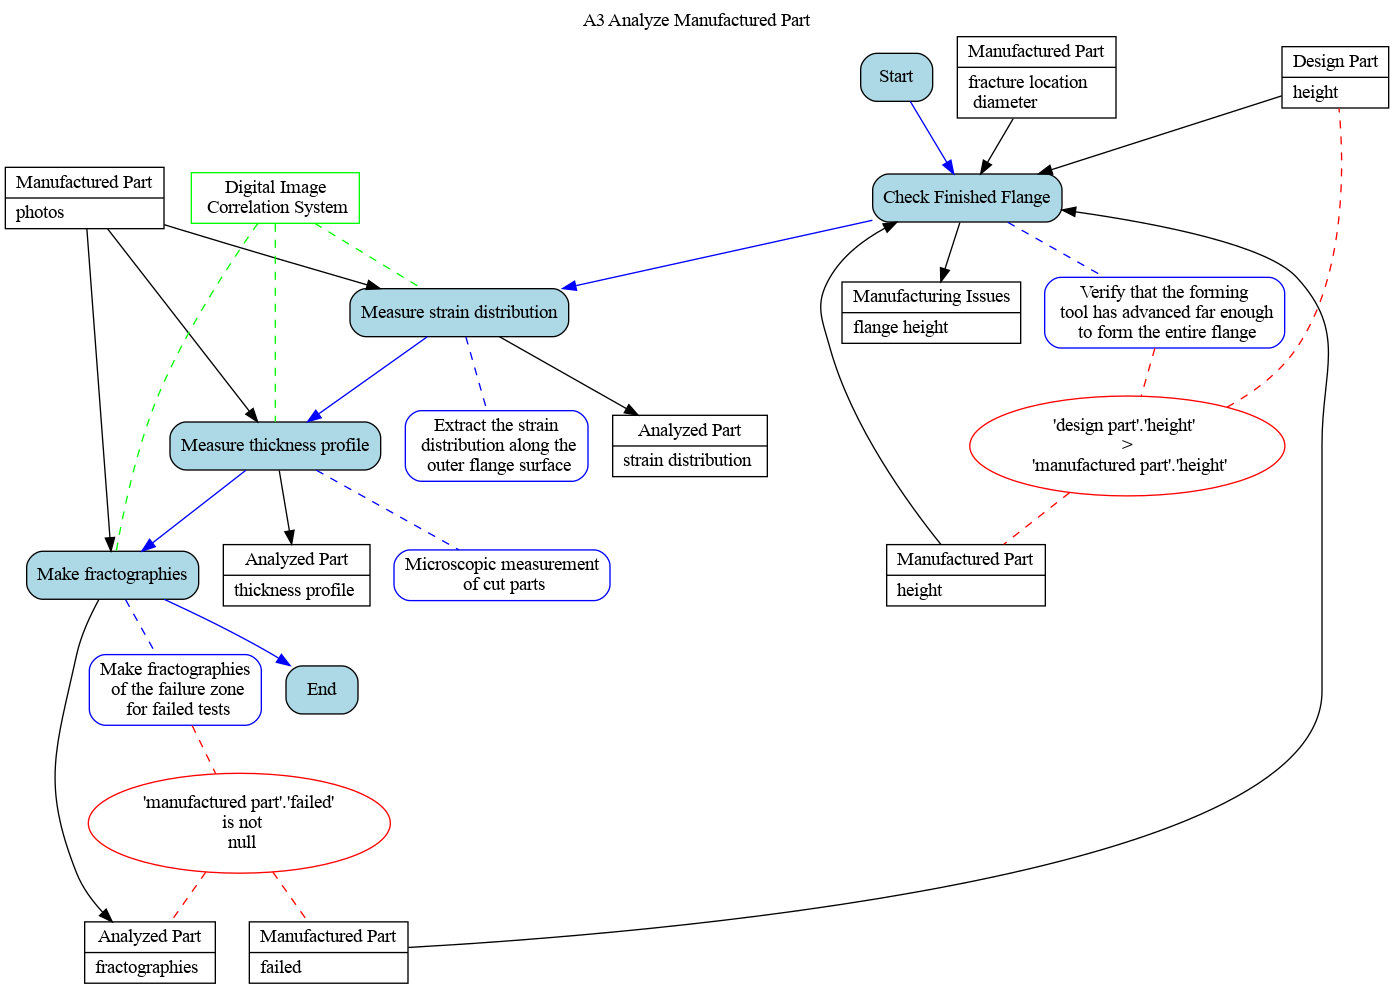 A3 Analyze Manufactured Part
Start
Manufactured Part
fracture location
diameter
Design Part
height
Manufactured Part
photos
Digital Image
Correlation System
Check Finished Flange
Measure strain distribution
Manufacturing Issues
flange height
Verify that the forming
tool has advanced far enough
to form the entire flange
Measure thickness profile
Extract the strain
distribution along the
outer flange surface
Analyzed Part
strain distribution
'design part'.'height'
>
'manufactured part'.'height'
Make fractographies
Analyzed Part
thickness profile
Microscopic measurement
of cut parts
Manufactured Part
height
Make fractographies
of the failure zone
for failed tests
End
'manufactured part'.'failed'
is not
null
Analyzed Part
fractographies
Manufactured Part
failed